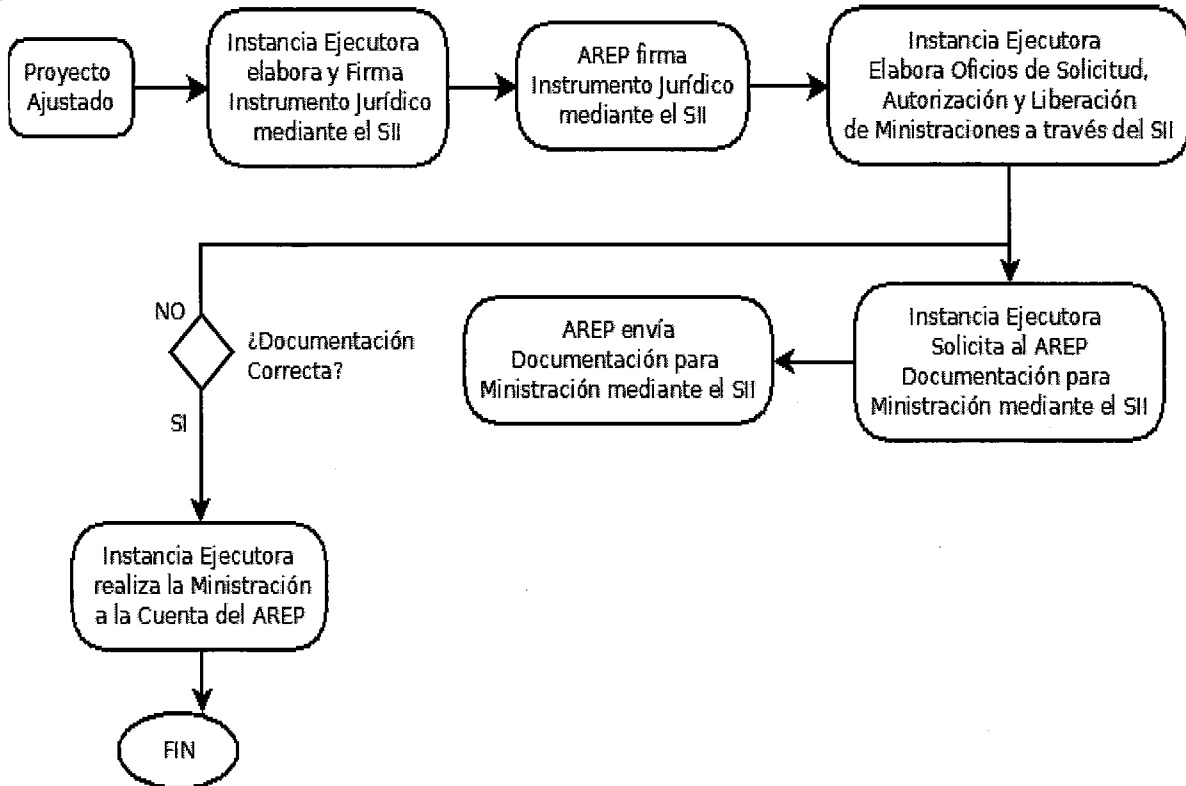 Proyecto
Ajustado
Instancia Ejecutora
elabora y Firma
Instrumento Jurídico
mediante el SII
AREP firma
Instrumento Jurídico
mediante el SII
Instancia Ejecutora
Elabora Oficios de Solicitud,
Autorización y Liberación
de Ministraciones a través del SII
Instancia Ejecutora
Solicita al AREP
Documentación para
Ministración mediante el SII
AREP envía
Documentación para
Ministración mediante el SII
NO
¿Documentación
Correcta?
SI
Instancia Ejecutora
realiza la Ministración
a la Cuenta del AREP
FIN